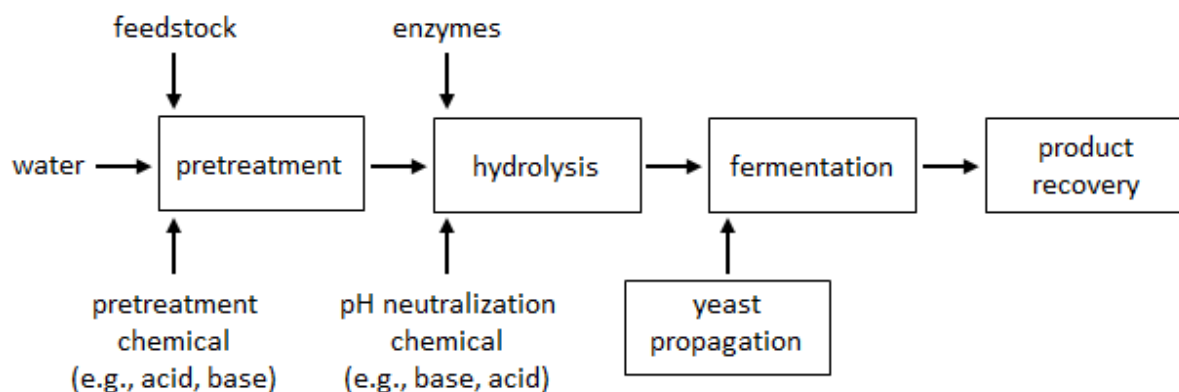 feedstock
enzymes
water
pretreatment
hydrolysis
fermentation
product
recovery
pretreatment
chemical
(e.g., acid, base)
pH neutralization
chemical
(e.g., base, acid)
yeast
propagation